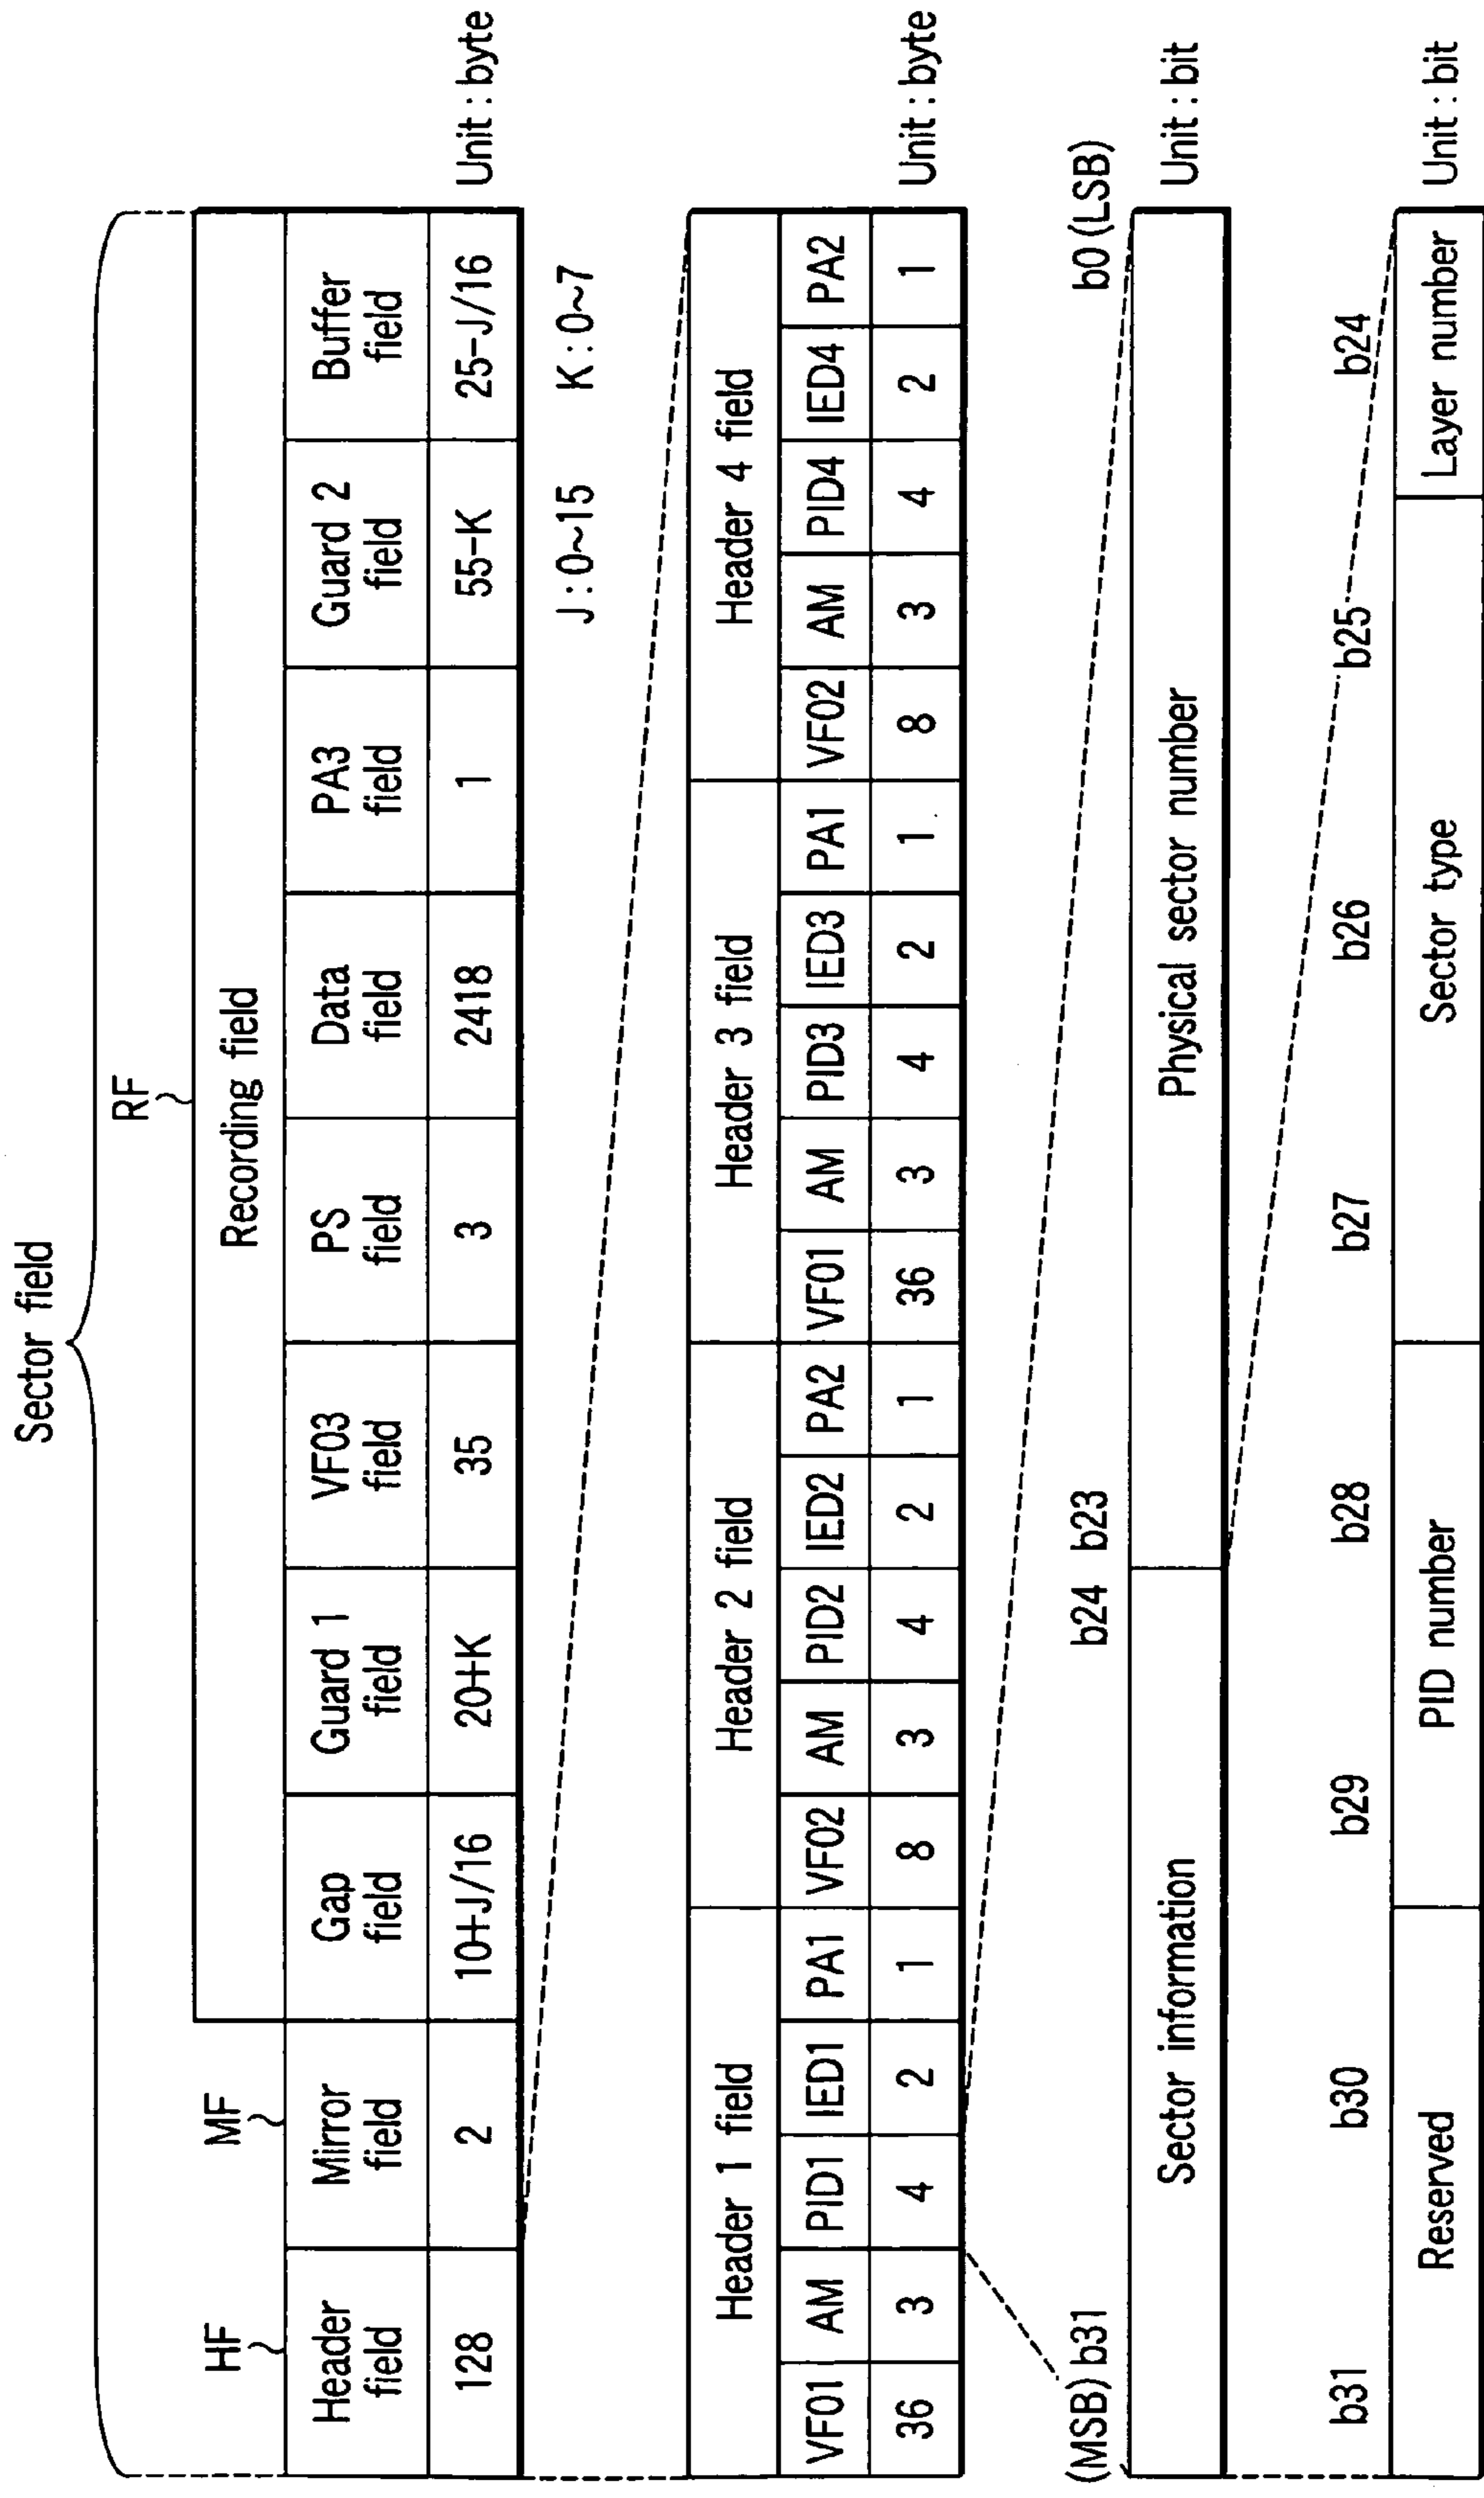 Sector field
HF MF RF
Recording field
Header field Mirror field Gap field Guard 1 field VF03 field PS field Data field PA3 field Guard 2 field Buffer field
128 2 10+J/16 20+K 35 3 2418 1 55-K 25-J/16 Unit : byte
J : 0~15 K : 0~7
Header 1 field Header 2 field Header 3 field Header 4 field
VF01 AM PID1 IED1 PA1 VF02 AM PID2 IED2 PA2 VF01 AM PID3 IED3 PA1 VF02 AM PID4 IED4 PA2
36 3 4 2 1 8 3 4 2 1 36 3 4 2 1 8 3 4 2 1 Unit : byte
(MSB) b31 b24 b23 b0 (LSB)
Sector information Physical sector number Unit : bit
b31 b30 b29 b28 b27 b26 b25 b24
Reserved PID number Sector type Layer number Unit : bit